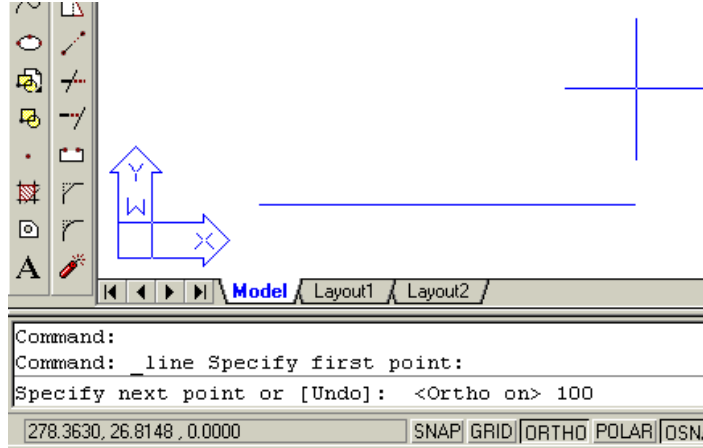 Y
W
X
A
Model Layout1 Layout2
Command:
Command: _line Specify first point:
Specify next point or [Undo]: <Ortho on> 100
278.3630, 26.8148 , 0.0000 SNAP GRID ORTHO POLAR OSN